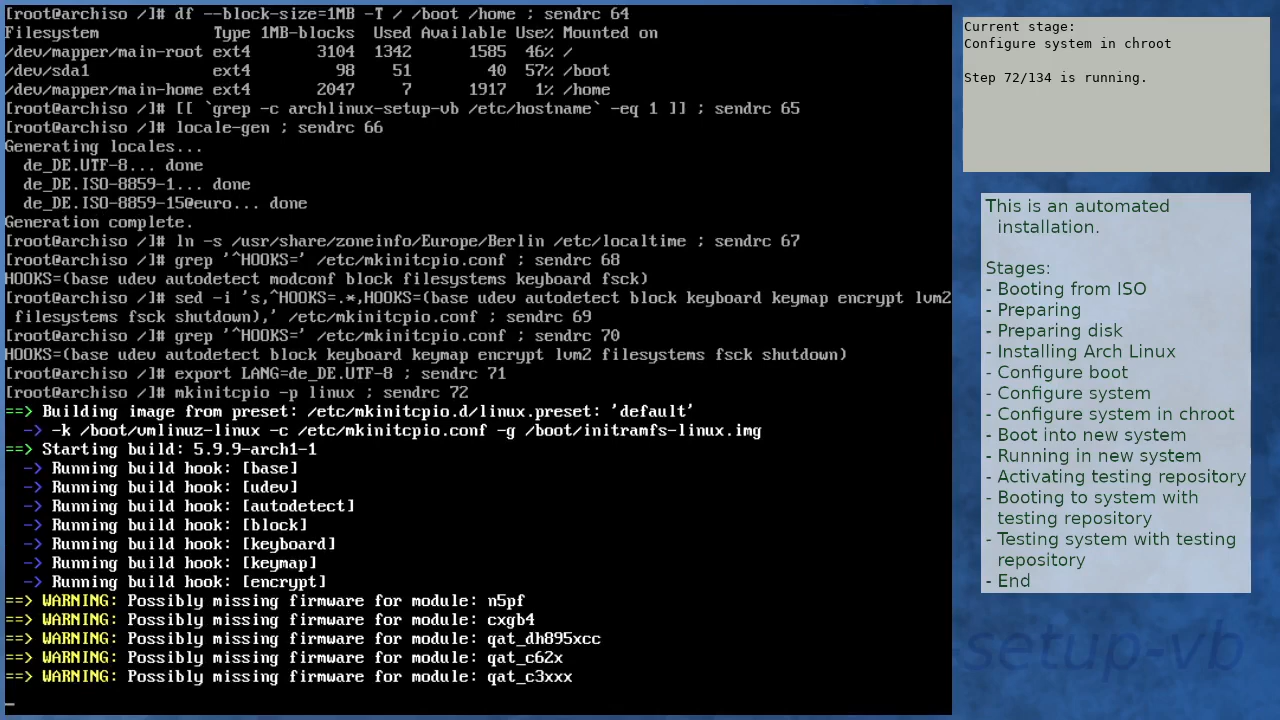 [root@archiso /]# df --block-size=1MB -T / /boot /home ; sendrc 64
Filesystem            Type 1MB-blocks  Used Available Use% Mounted on
/dev/mapper/main-root ext4       3104  1342      1585  46% /
/dev/sda1             ext4         98    51        40  57% /boot
/dev/mapper/main-home ext4       2047     7      1917   1% /home
[root@archiso /]# [[ `grep -c archlinux-setup-vb /etc/hostname` -eq 1 ]] ; sendrc 65
[root@archiso /]# locale-gen ; sendrc 66
Generating locales...
  de_DE.UTF-8... done
  de_DE.ISO-8859-1... done
  de_DE.ISO-8859-15@euro... done
Generation complete.
[root@archiso /]# ln -s /usr/share/zoneinfo/Europe/Berlin /etc/localtime ; sendrc 67
[root@archiso /]# grep '^HOOKS=' /etc/mkinitcpio.conf ; sendrc 68
HOOKS=(base udev autodetect modconf block filesystems keyboard fsck)
[root@archiso /]# sed -i 's,^HOOKS=.*,HOOKS=(base udev autodetect block keyboard keymap encrypt lvm2
 filesystems fsck shutdown),' /etc/mkinitcpio.conf ; sendrc 69
[root@archiso /]# grep '^HOOKS=' /etc/mkinitcpio.conf ; sendrc 70
HOOKS=(base udev autodetect block keyboard keymap encrypt lvm2 filesystems fsck shutdown)
[root@archiso /]# export LANG=de_DE.UTF-8 ; sendrc 71
[root@archiso /]# mkinitcpio -p linux ; sendrc 72
==> Building image from preset: /etc/mkinitcpio.d/linux.preset: 'default'
  -> -k /boot/vmlinuz-linux -c /etc/mkinitcpio.conf -g /boot/initramfs-linux.img
==> Starting build: 5.9.9-arch1-1
  -> Running build hook: [base]
  -> Running build hook: [udev]
  -> Running build hook: [autodetect]
  -> Running build hook: [block]
  -> Running build hook: [keyboard]
  -> Running build hook: [keymap]
  -> Running build hook: [encrypt]
==> WARNING: Possibly missing firmware for module: n5pf
==> WARNING: Possibly missing firmware for module: cxgb4
==> WARNING: Possibly missing firmware for module: qat_dh895xcc
==> WARNING: Possibly missing firmware for module: qat_c62x
==> WARNING: Possibly missing firmware for module: qat_c3xxx
_
Current stage:
Configure system in chroot
Step 72/134 is running.
This is an automated
installation.
Stages:
- Booting from ISO
- Preparing
- Preparing disk
- Installing Arch Linux
- Configure boot
- Configure system
- Configure system in chroot
- Boot into new system
- Running in new system
- Activating testing repository
- Booting to system with
testing repository
- Testing system with testing
repository
- End
-setup-vb